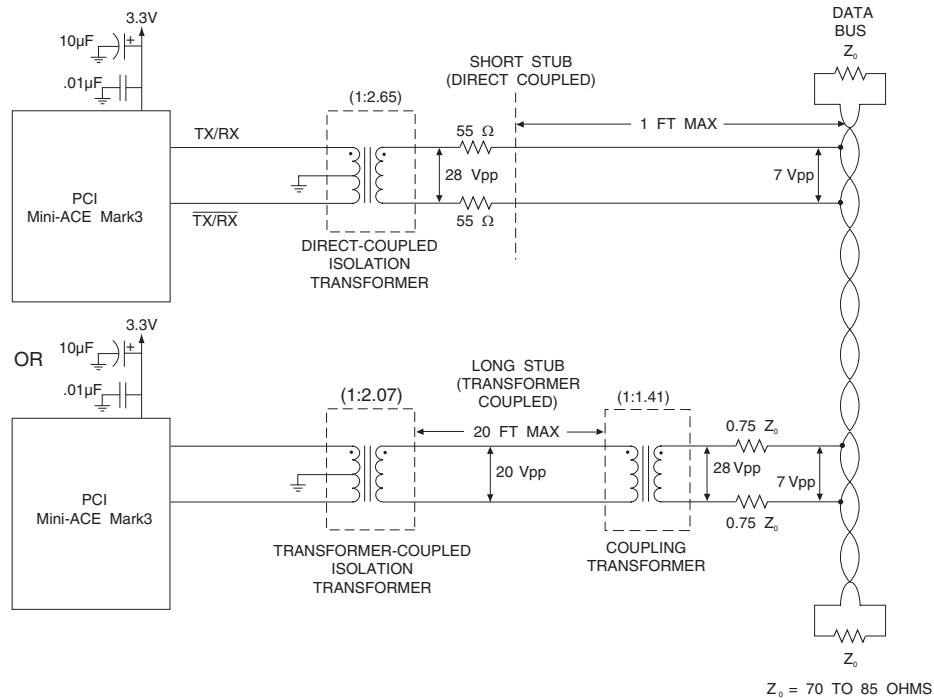 3.3V
10µF
+
.01µF
PCI
Mini-ACE Mark3
TX/RX
TX/RX
(1:2.65)
DIRECT-COUPLED
ISOLATION
TRANSFORMER
28 Vpp
55 Ω
55 Ω
SHORT STUB
(DIRECT COUPLED)
1 FT MAX
7 Vpp
DATA
BUS
Z₀
OR
3.3V
10µF
+
.01µF
PCI
Mini-ACE Mark3
(1:2.07)
TRANSFORMER-COUPLED
ISOLATION
TRANSFORMER
LONG STUB
(TRANSFORMER
COUPLED)
20 FT MAX
20 Vpp
(1:1.41)
COUPLING
TRANSFORMER
0.75 Z₀
28 Vpp
0.75 Z₀
7 Vpp
Z₀
Z₀ = 70 TO 85 OHMS